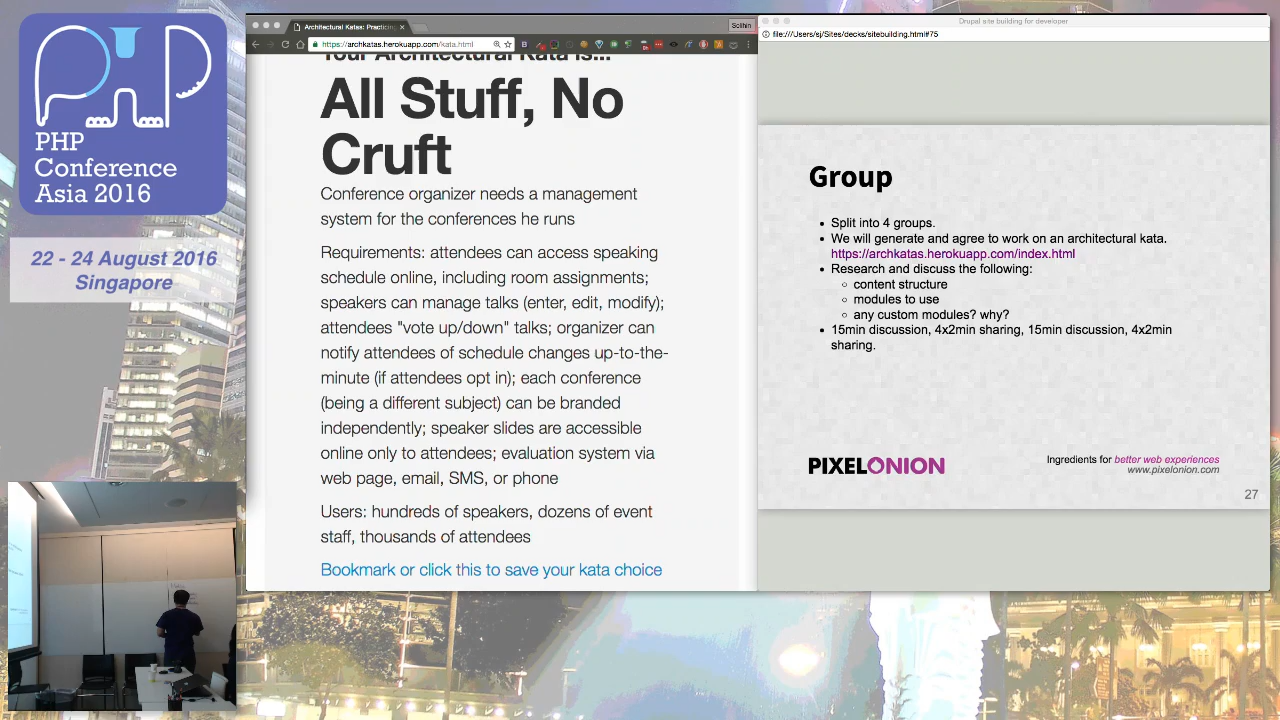 PHP
Conference
Asia 2016
22 - 24 August 2016
Singapore
Architectural Katas: Practicing
Solihin
https://archkatas.herokuapp.com/kata.html
Your Architectural Kata is...
All Stuff, No
Cruft
Conference organizer needs a management
system for the conferences he runs
Requirements: attendees can access speaking
schedule online, including room assignments;
speakers can manage talks (enter, edit, modify);
attendees "vote up/down" talks; organizer can
notify attendees of schedule changes up-to-the-
minute (if attendees opt in); each conference
(being a different subject) can be branded
independently; speaker slides are accessible
online only to attendees; evaluation system via
web page, email, SMS, or phone
Users: hundreds of speakers, dozens of event
staff, thousands of attendees
Bookmark or click this to save your kata choice
Drupal site building for developer
file:///Users/sj/Sites/decks/sitebuilding.html#75
Group
Split into 4 groups.
We will generate and agree to work on an architectural kata.
https://archkatas.herokuapp.com/index.html
Research and discuss the following:
content structure
modules to use
any custom modules? why?
15min discussion, 4x2min sharing, 15min discussion, 4x2min
sharing.
PIXELONION
Ingredients for better web experiences
www.pixelonion.com
27